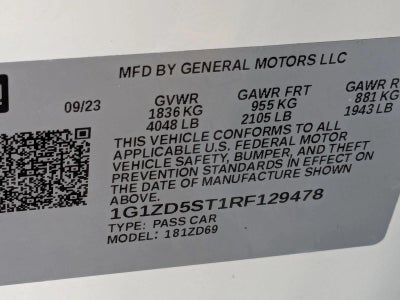 MFD BY GENERAL MOTORS LLC
09/23 GVWR GAWR FRT GAWR R
1836 KG 955 KG 881 KG
4048 LB 2105 LB 1943 LB
THIS VEHICLE CONFORMS TO ALL
APPLICABLE U.S. FEDERAL MOTOR
VEHICLE SAFETY, BUMPER, AND THEFT
PREVENTION STANDARDS IN EFFECT ON
THE DATE OF MANUFACTURE SHOWN
ABOVE.
1G1ZD5ST1RF129478
TYPE: PASS CAR
MODEL: 181ZD69